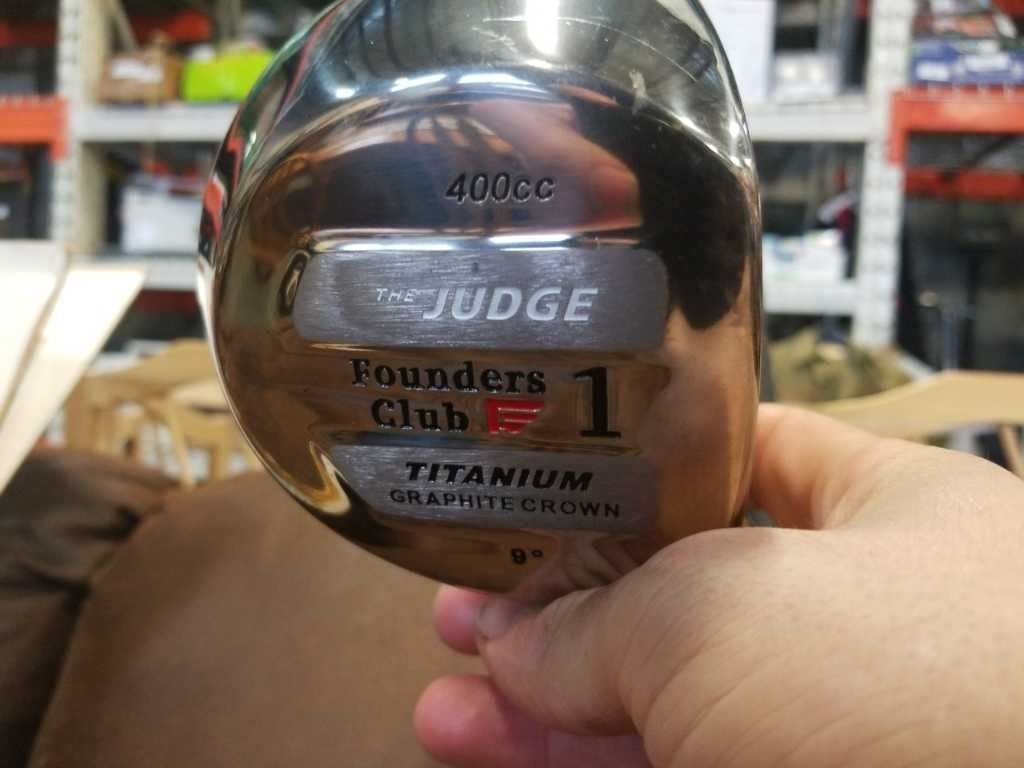 400cc
THE JUDGE
Founders
Club 1
TITANIUM
GRAPHITE CROWN
9°